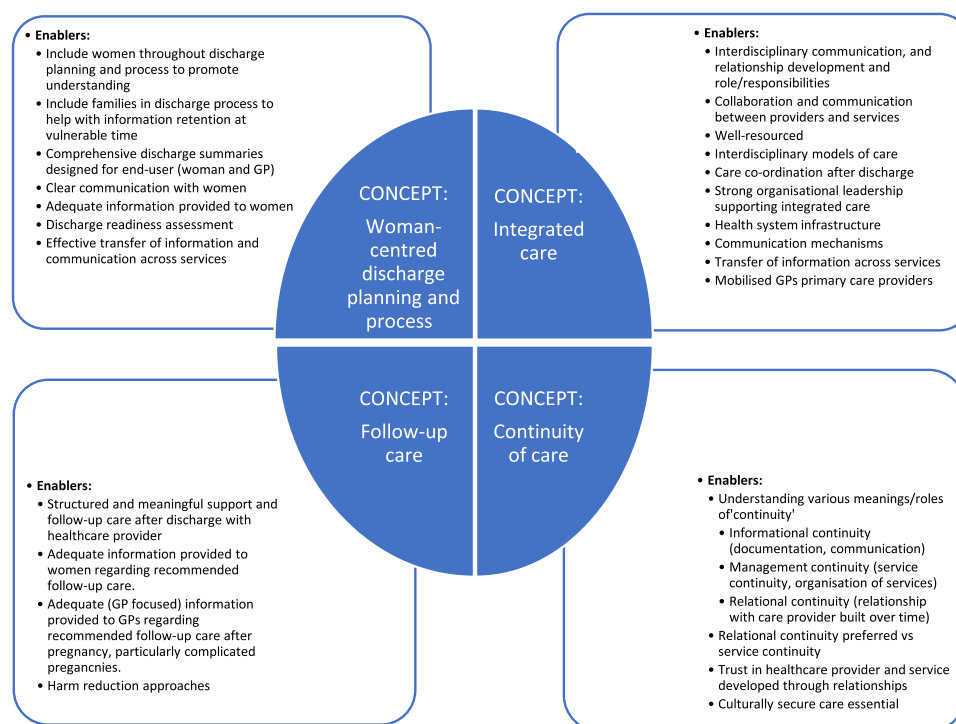 • Enablers:
• Include women throughout discharge
planning and process to promote
understanding
• Include families in discharge process to
help with information retention at
vulnerable time
• Comprehensive discharge summaries
designed for end-user (woman and GP)
• Clear communication with women
• Adequate information provided to women
• Discharge readiness assessment
• Effective transfer of information and
communication across services
• Enablers:
• Interdisciplinary communication, and
relationship development and
role/responsibilities
• Collaboration and communication
between providers and services
• Well-resourced
• Interdisciplinary models of care
• Care co-ordination after discharge
• Strong organisational leadership
supporting integrated care
• Health system infrastructure
• Communication mechanisms
• Transfer of information across services
• Mobilised GPs primary care providers
CONCEPT:
Woman-
centred
discharge
planning and
process
CONCEPT:
Integrated
care
CONCEPT:
Follow-up
care
CONCEPT:
Continuity
of care
• Enablers:
• Structured and meaningful support and
follow-up care after discharge with
healthcare provider
• Adequate information provided to
women regarding recommended
follow-up care.
• Adequate (GP focused) information
provided to GPs regarding
recommended follow-up care after
pregnancy, particularly complicated
pregancnies.
• Harm reduction approaches
• Enablers:
• Understanding various meanings/roles
of'continuity'
• Informational continuity
(documentation, communication)
• Management continuity (service
continuity, organisation of services)
• Relational continuity (relationship
with care provider built over time)
• Relational continuity preferred vs
service continuity
• Trust in healthcare provider and service
developed through relationships
• Culturally secure care essential